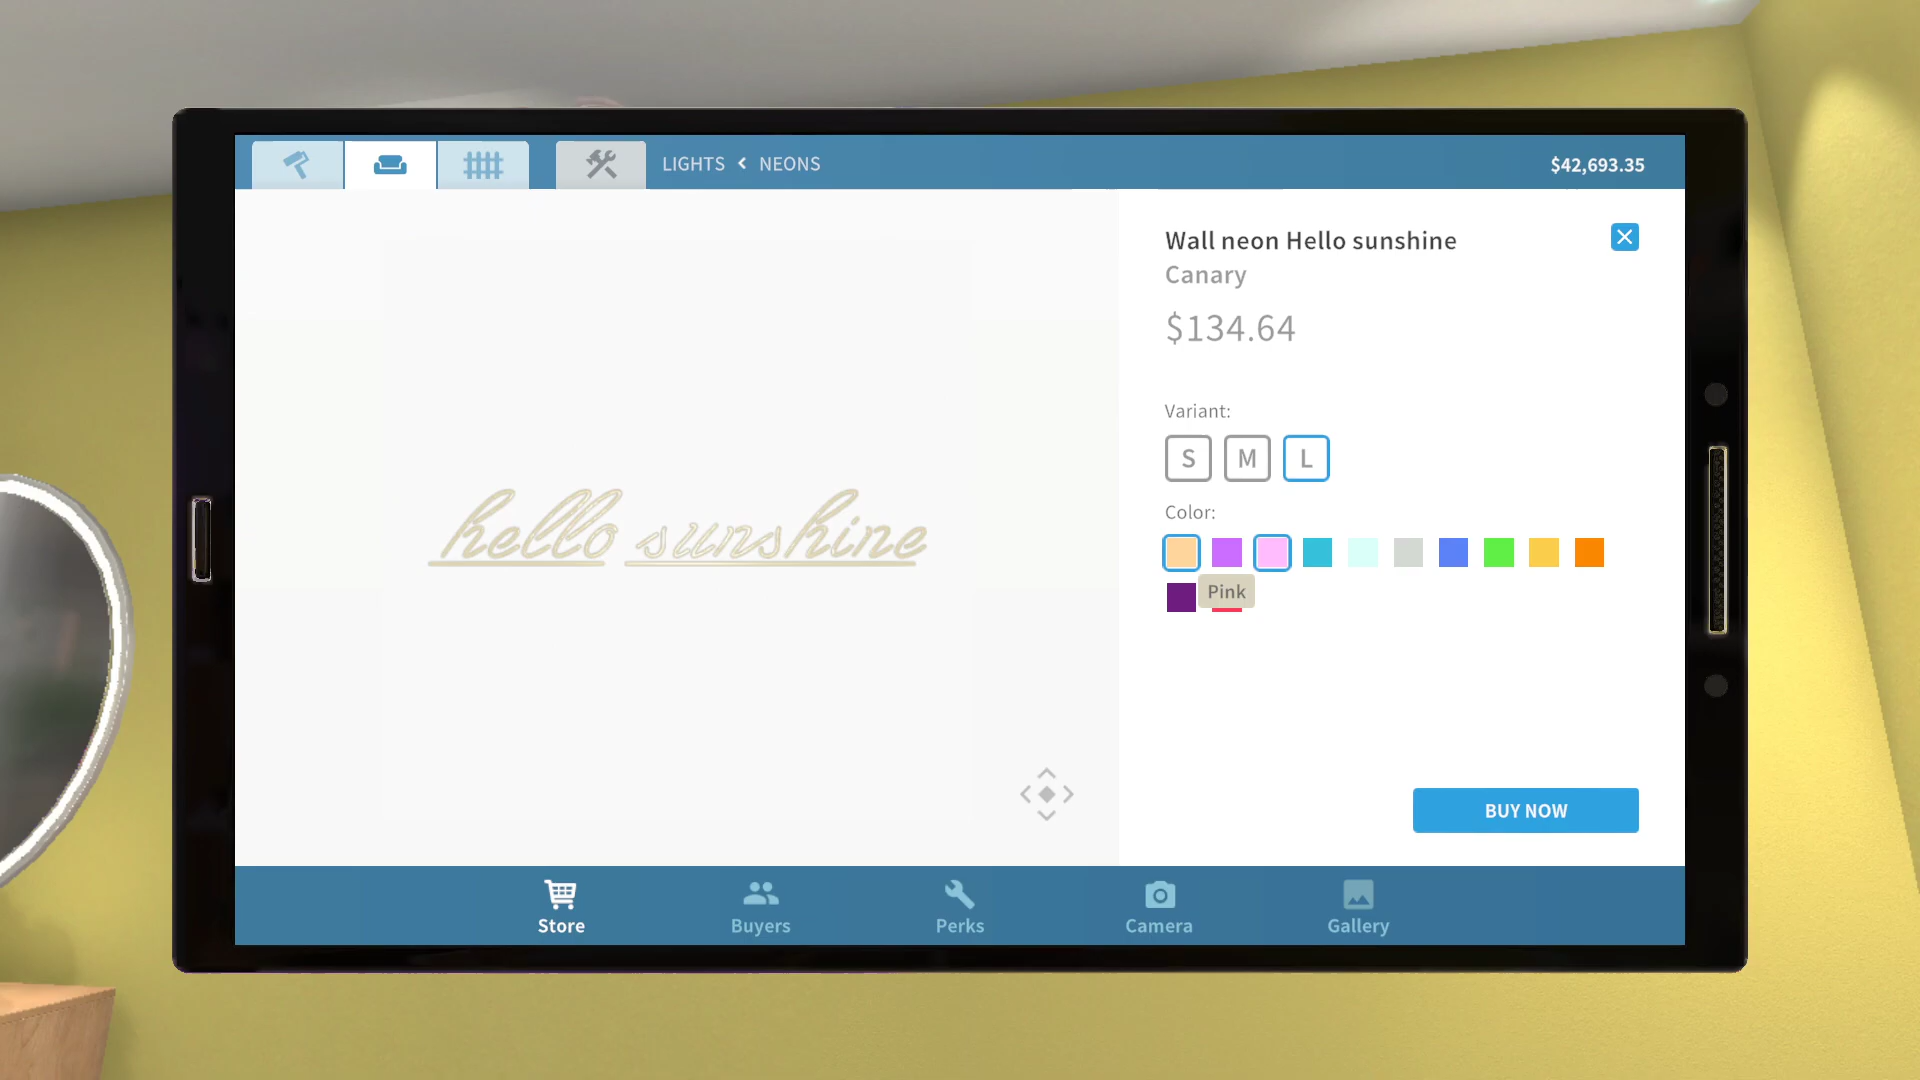 LIGHTS < NEONS
$42,693.35
Wall neon Hello sunshine
Canary
$134.64
Variant:
S M L
Color:
Pink
hello sunshine
BUY NOW
Store Buyers Perks Camera Gallery